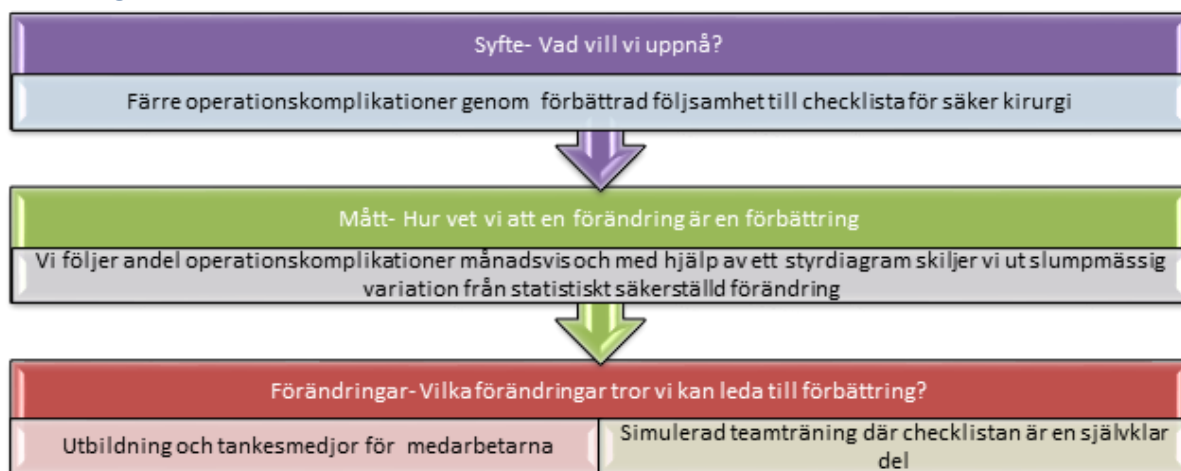 Syfte- Vad vill vi uppnå?
Färre operationskomplikationer genom förbättrad följsamhet till checklista för säker kirurgi
Mått- Hur vet vi att en förändring är en förbättring
Vi följer andel operationskomplikationer månadsvis och med hjälp av ett styrdiagram skiljer vi ut slumpmässig
variation från statistiskt säkerställd förändring
Förändringar- Vilka förändringar tror vi kan leda till förbättring?
Utbildning och tankesmedjor för medarbetarna
Simulerad teamträning där checklistan är en självklar
del